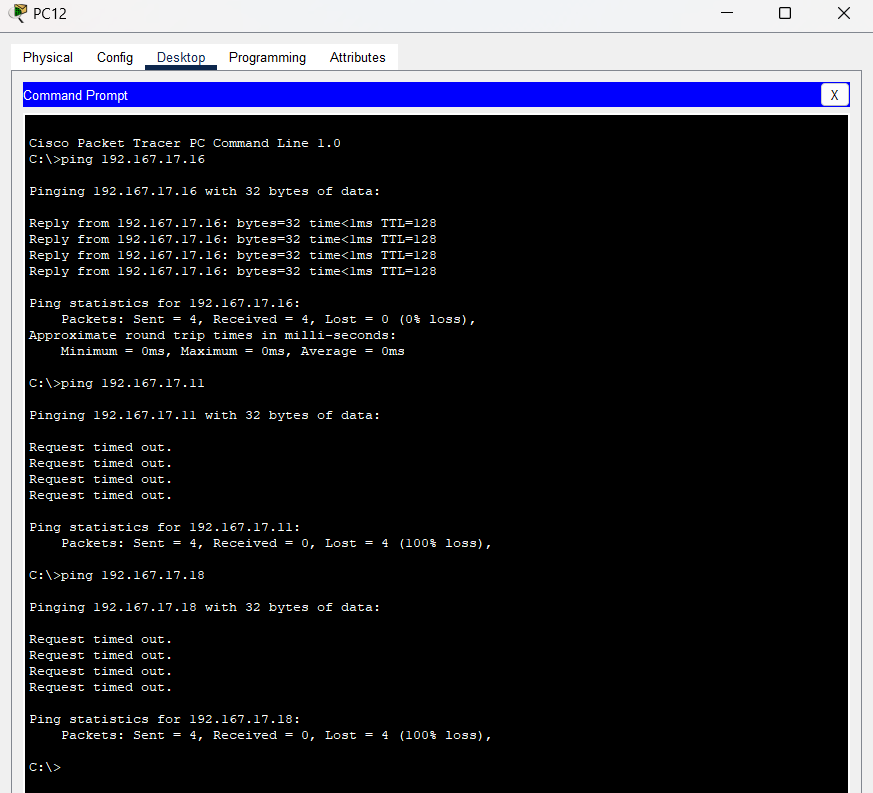 PC12
Physical Config Desktop Programming Attributes
Command Prompt X
Cisco Packet Tracer PC Command Line 1.0
C:\>ping 192.167.17.16
Pinging 192.167.17.16 with 32 bytes of data:
Reply from 192.167.17.16: bytes=32 time<1ms TTL=128
Reply from 192.167.17.16: bytes=32 time<1ms TTL=128
Reply from 192.167.17.16: bytes=32 time<1ms TTL=128
Reply from 192.167.17.16: bytes=32 time<1ms TTL=128
Ping statistics for 192.167.17.16:
    Packets: Sent = 4, Received = 4, Lost = 0 (0% loss),
Approximate round trip times in milli-seconds:
    Minimum = 0ms, Maximum = 0ms, Average = 0ms
C:\>ping 192.167.17.11
Pinging 192.167.17.11 with 32 bytes of data:
Request timed out.
Request timed out.
Request timed out.
Request timed out.
Ping statistics for 192.167.17.11:
    Packets: Sent = 4, Received = 0, Lost = 4 (100% loss),
C:\>ping 192.167.17.18
Pinging 192.167.17.18 with 32 bytes of data:
Request timed out.
Request timed out.
Request timed out.
Request timed out.
Ping statistics for 192.167.17.18:
    Packets: Sent = 4, Received = 0, Lost = 4 (100% loss),
C:\>